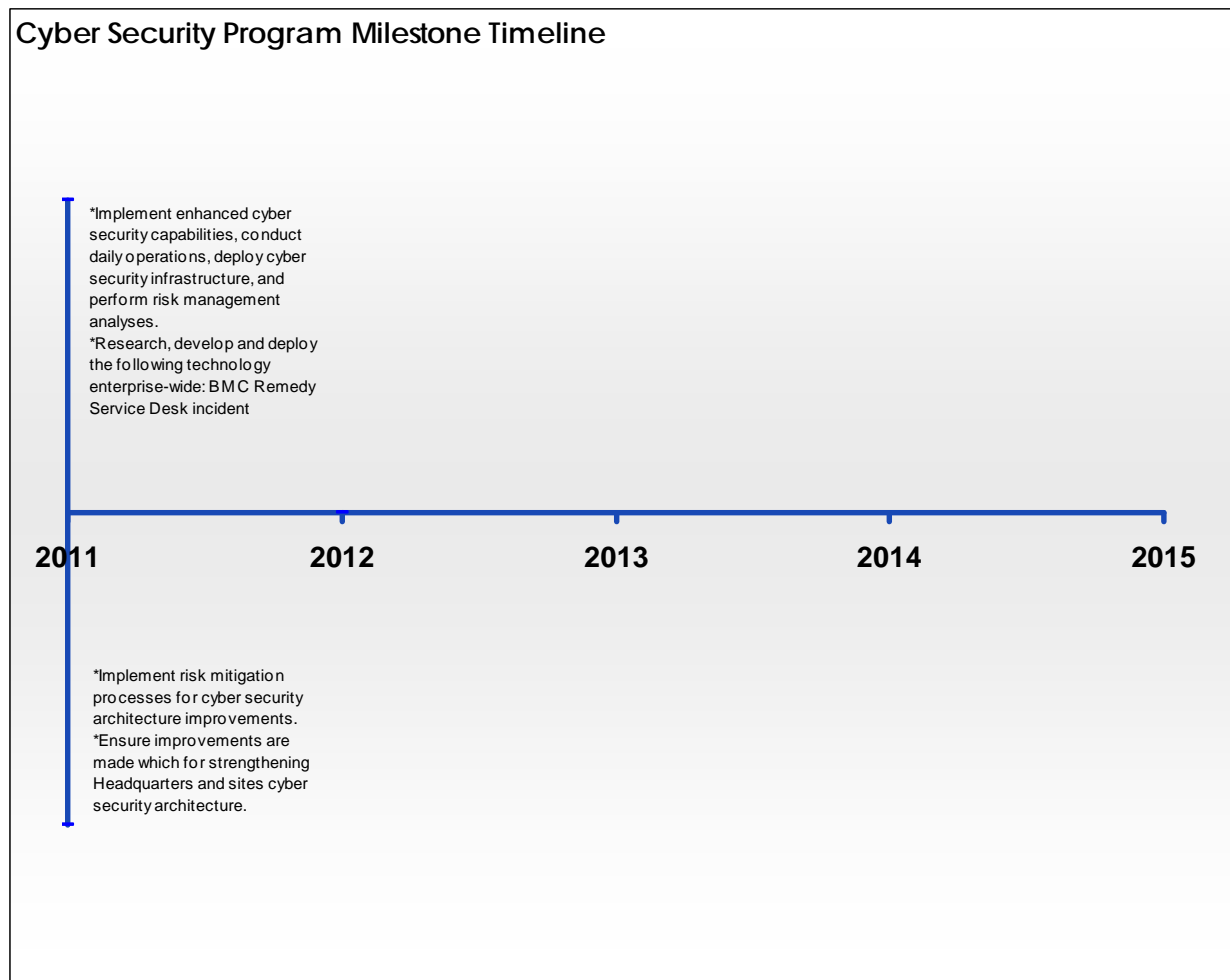 Cyber Security Program Milestone Timeline
*Implement enhanced cyber
security capabilities, conduct
daily operations, deploy cyber
security infrastructure, and
perform risk management
analyses.
*Research, develop and deploy
the following technology
enterprise-wide: BMC Remedy
Service Desk incident
2011 2012 2013 2014 2015
*Implement risk mitigation
processes for cyber security
architecture improvements.
*Ensure improvements are
made which for strengthening
Headquarters and sites cyber
security architecture.